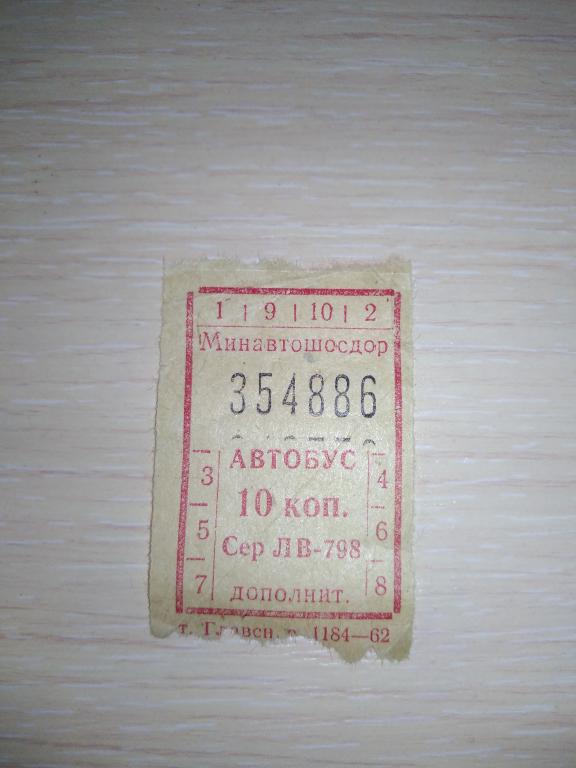 1 | 9 | 10 | 2
Минавтошосдор
354886
АВТОБУС
3 4
10 коп.
5 6
Сер ЛВ-798
7 8
дополнит.
т. Главсн. 1184—62